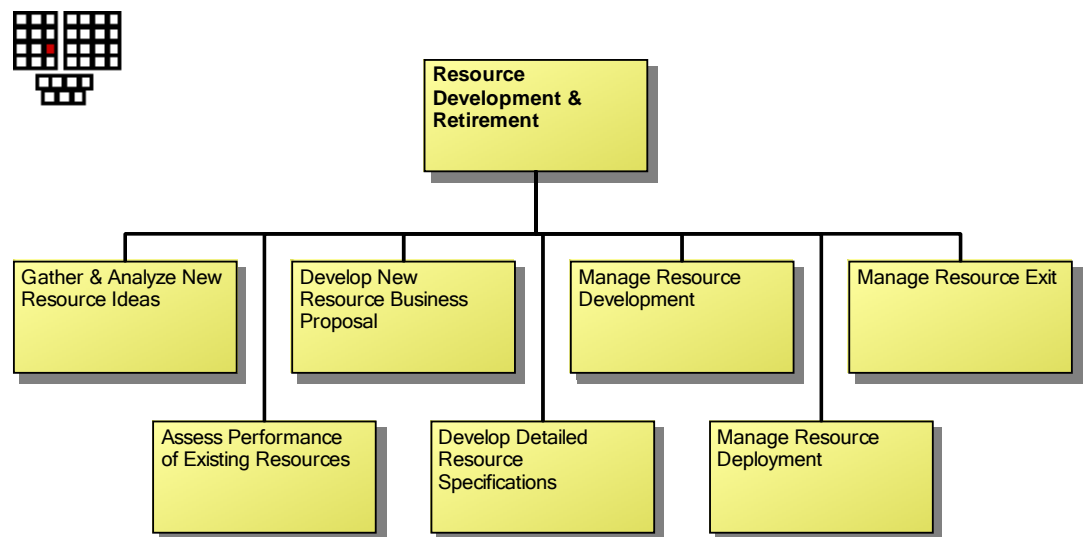 Resource
Development &
Retirement
Gather & Analyze New
Resource Ideas
Develop New
Resource Business
Proposal
Manage Resource
Development
Manage Resource Exit
Assess Performance
of Existing Resources
Develop Detailed
Resource
Specifications
Manage Resource
Deployment